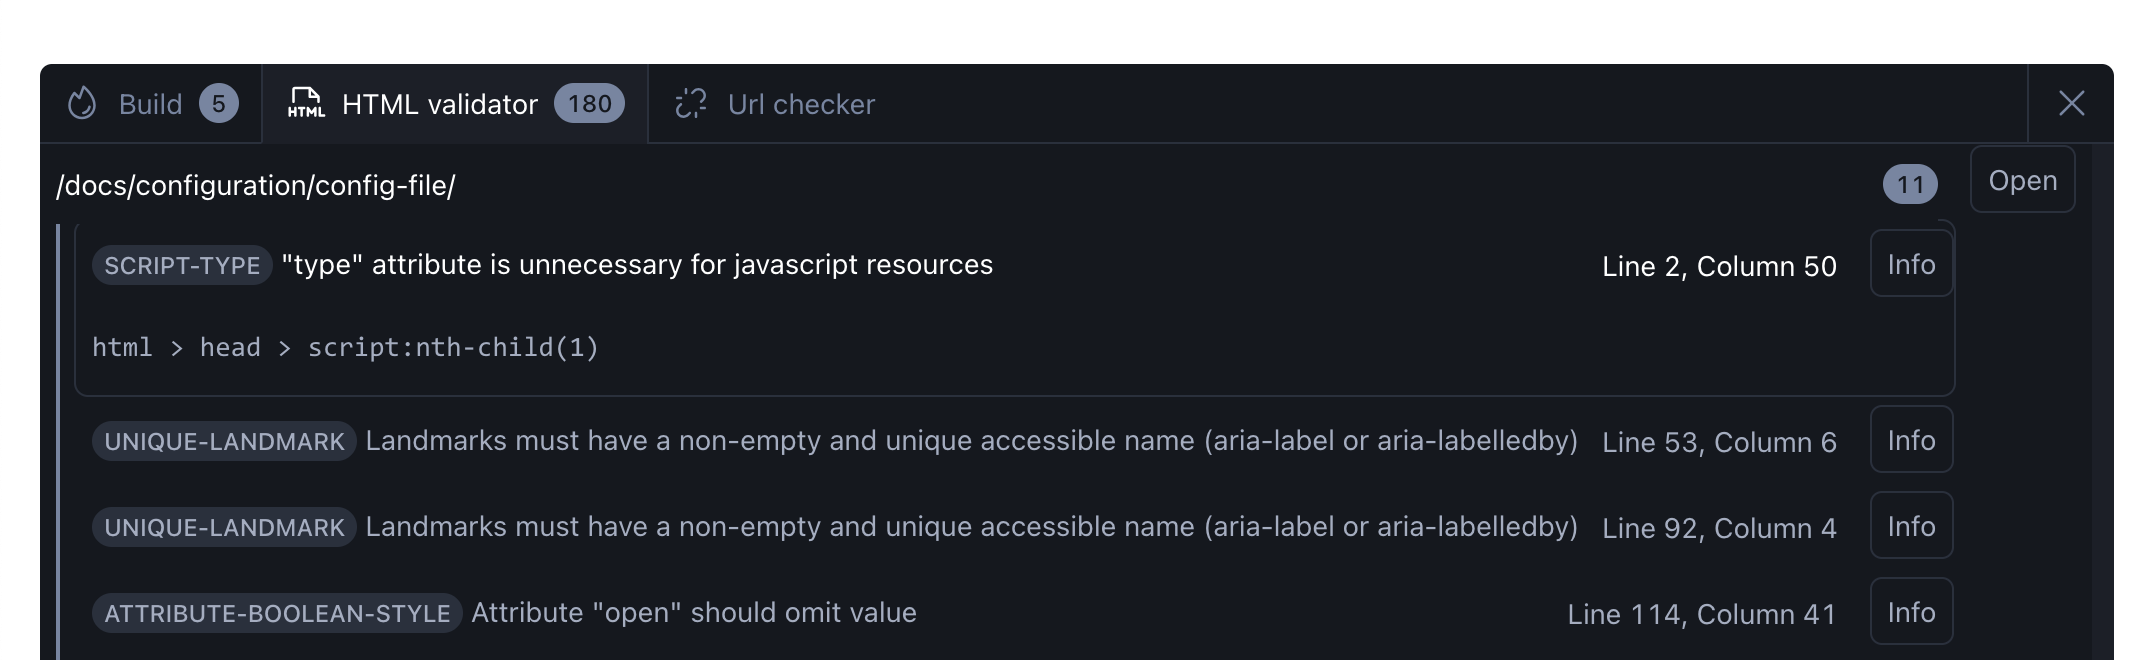 Build 5 HTML HTML validator 180 Url checker
/docs/configuration/config-file/ 11 Open
SCRIPT-TYPE "type" attribute is unnecessary for javascript resources Line 2, Column 50 Info
html > head > script:nth-child(1)
UNIQUE-LANDMARK Landmarks must have a non-empty and unique accessible name (aria-label or aria-labelledby) Line 53, Column 6 Info
UNIQUE-LANDMARK Landmarks must have a non-empty and unique accessible name (aria-label or aria-labelledby) Line 92, Column 4 Info
ATTRIBUTE-BOOLEAN-STYLE Attribute "open" should omit value Line 114, Column 41 Info